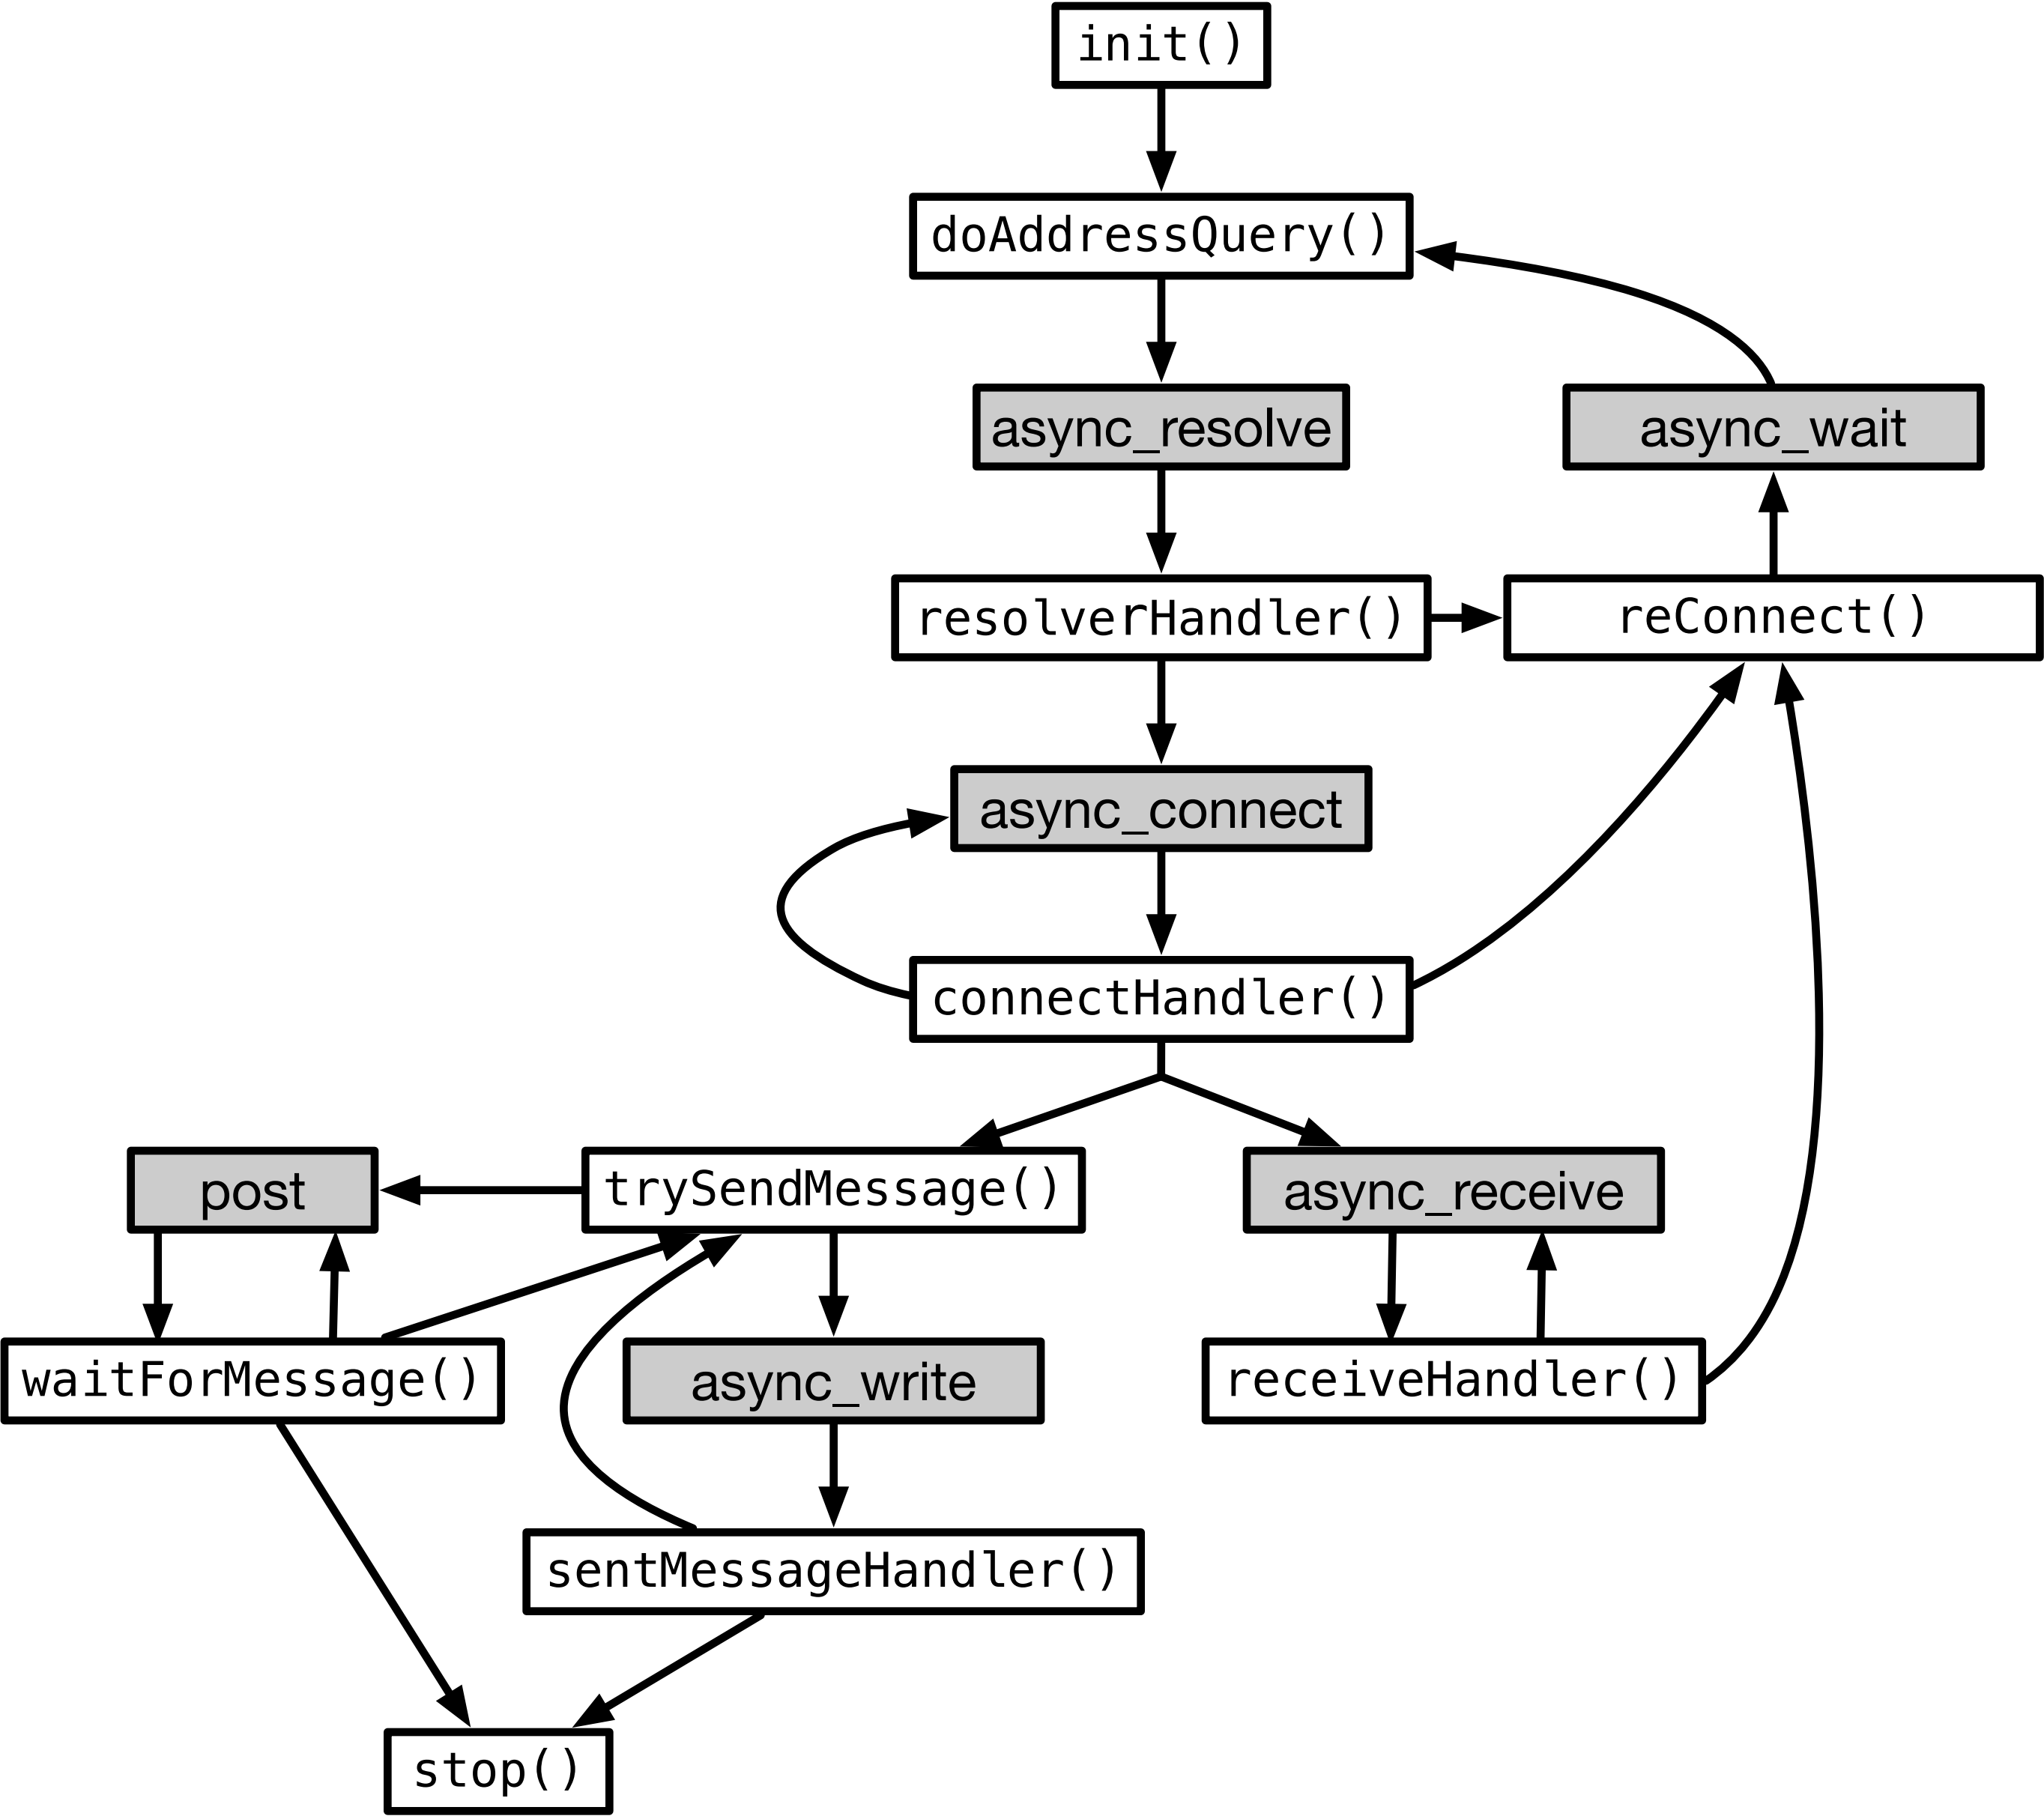 init()
doAddressQuery()
async_resolve
async_wait
resolverHandler()
reConnect()
async_connect
connectHandler()
post
trySendMessage()
async_receive
waitForMessage()
async_write
receiveHandler()
sentMessageHandler()
stop()